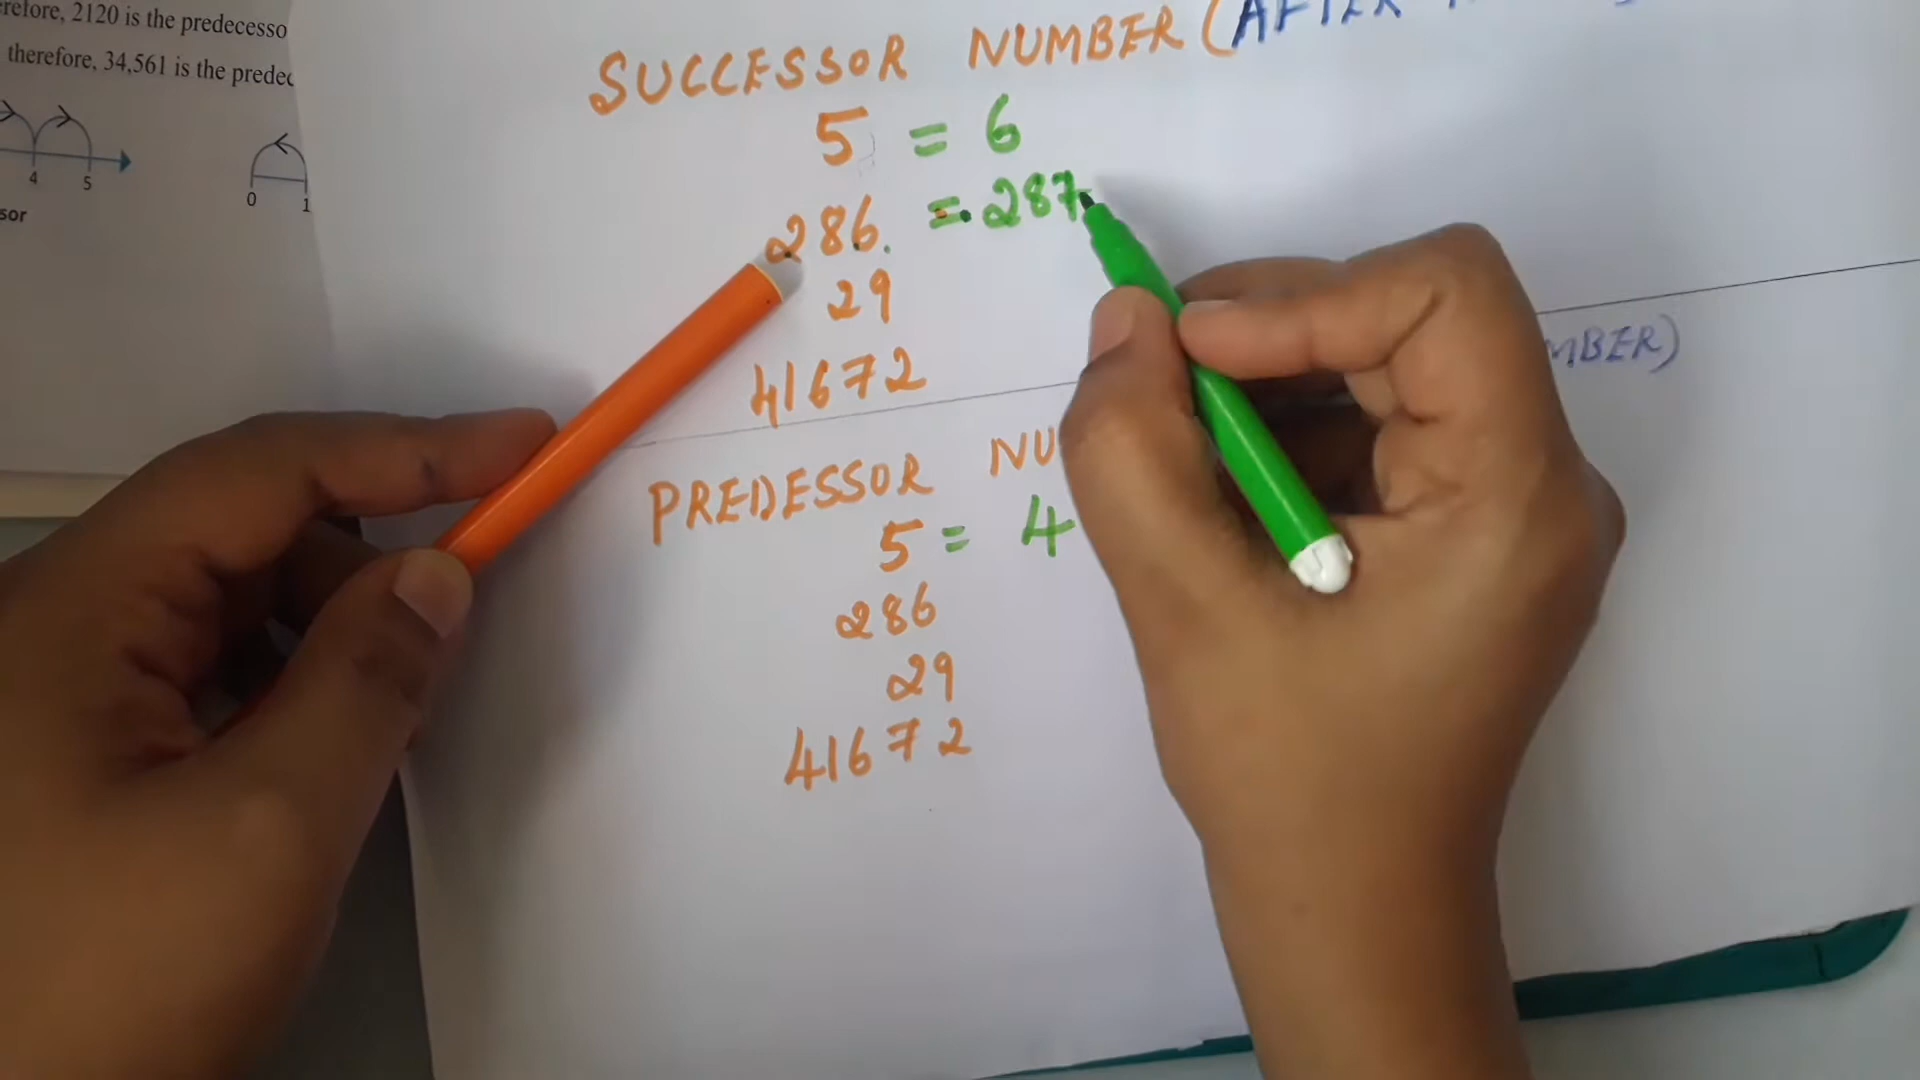 2120 is the predecesso
therefore, 34,561 is the predec
4 5
0 1
sor
SUCCESSOR NUMBER (AFTER
5 = 6
286 = 287
29
41672
PREDESSOR NU MBER)
5 = 4
286
29
41672